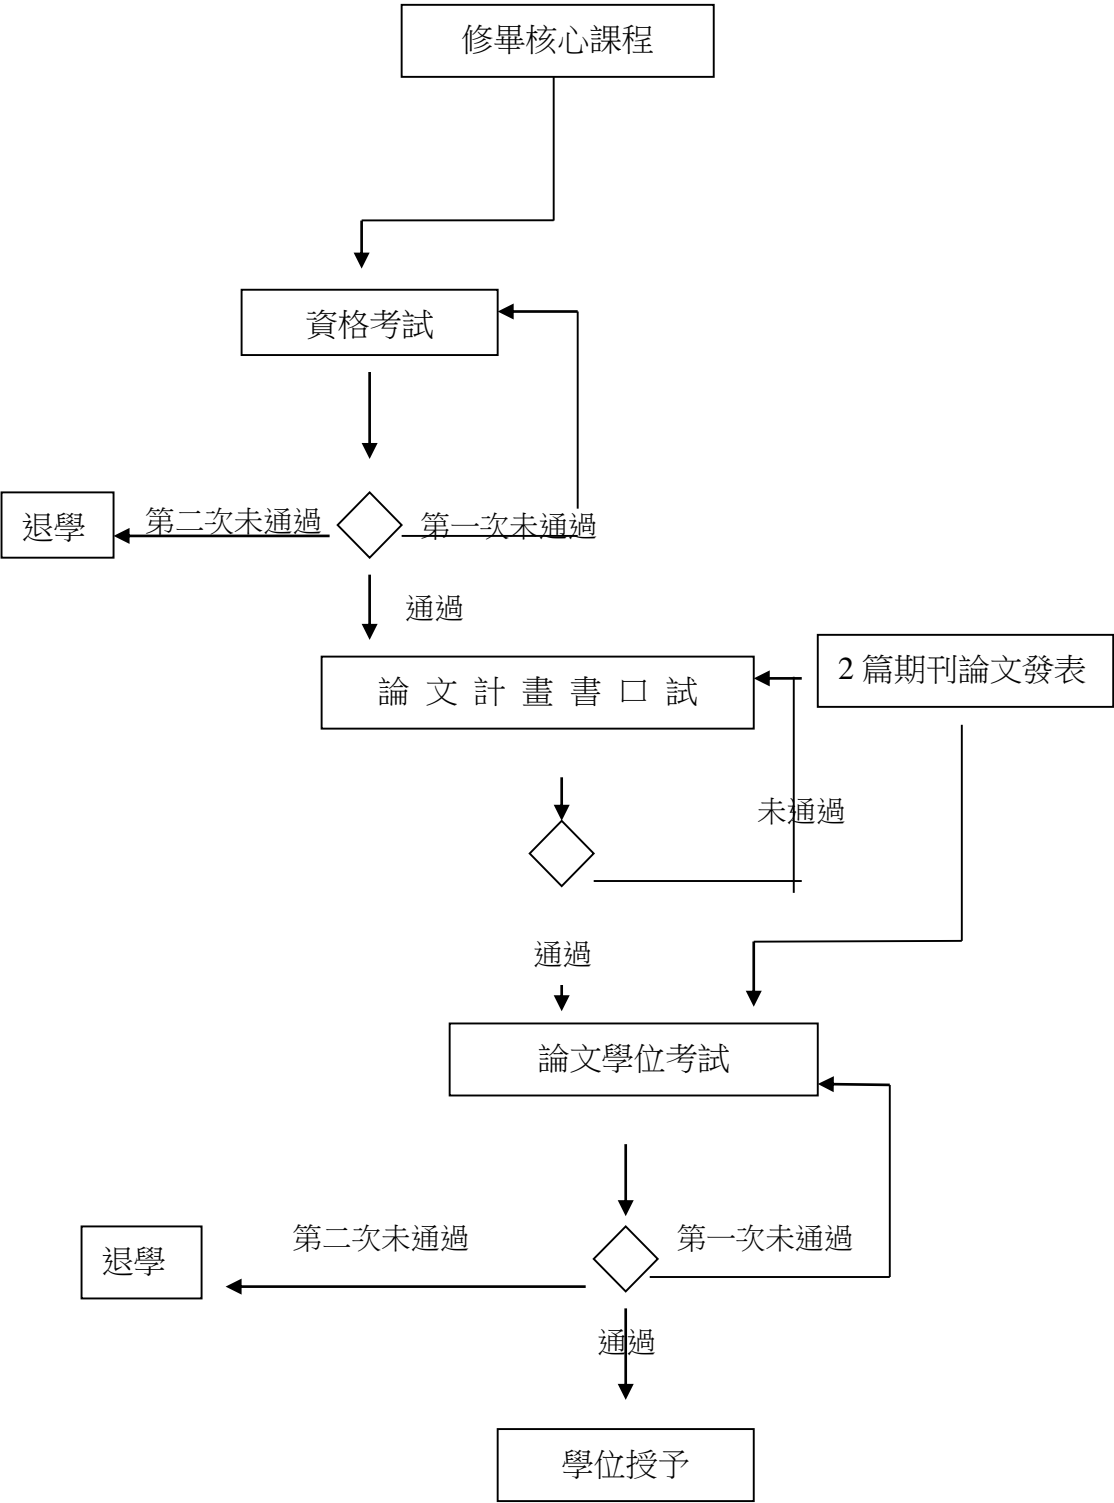 修畢核心課程
資格考試
退學
第二次未通過
第一次未通過
通過
2 篇期刊論文發表
論 文 計 畫 書 口 試
未通過
通過
論文學位考試
退學
第二次未通過
第一次未通過
通過
學位授予